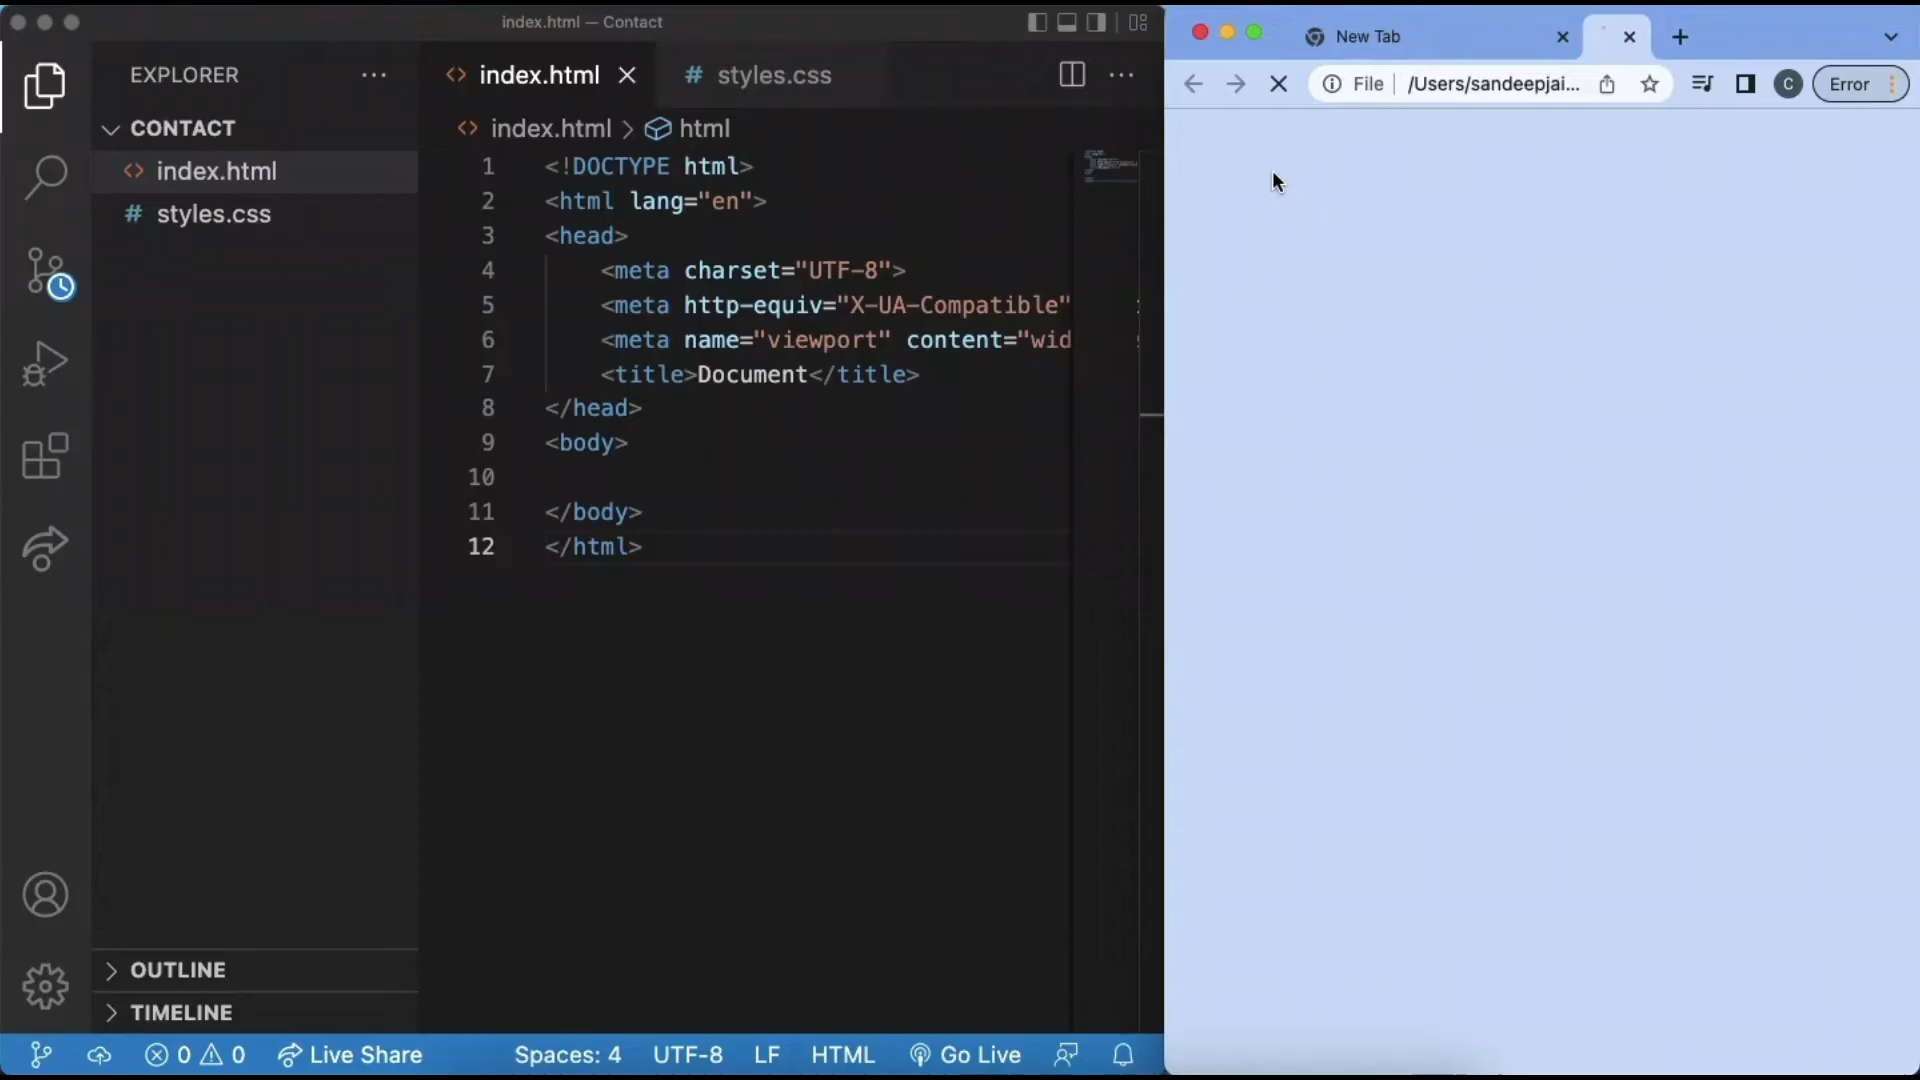 index.html — Contact
EXPLORER
CONTACT
index.html
styles.css
OUTLINE
TIMELINE
index.html
styles.css
index.html > html
1 <!DOCTYPE html>
2 <html lang="en">
3 <head>
4 <meta charset="UTF-8">
5 <meta http-equiv="X-UA-Compatible"
6 <meta name="viewport" content="wid
7 <title>Document</title>
8 </head>
9 <body>
10
11 </body>
12 </html>
0 0 Live Share Spaces: 4 UTF-8 LF HTML Go Live
New Tab
File /Users/sandeepjai... C Error